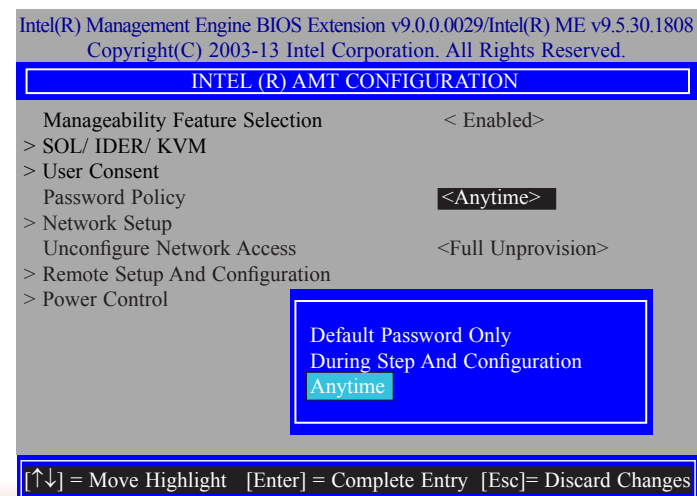 Intel(R) Management Engine BIOS Extension v9.0.0.0029/Intel(R) ME v9.5.30.1808
Copyright(C) 2003-13 Intel Corporation. All Rights Reserved.
INTEL (R) AMT CONFIGURATION
Manageability Feature Selection < Enabled>
> SOL/ IDER/ KVM
> User Consent
Password Policy <Anytime>
> Network Setup
Unconfigure Network Access <Full Unprovision>
> Remote Setup And Configuration
> Power Control
Default Password Only
During Step And Configuration
Anytime
[↑↓] = Move Highlight [Enter] = Complete Entry [Esc]= Discard Changes